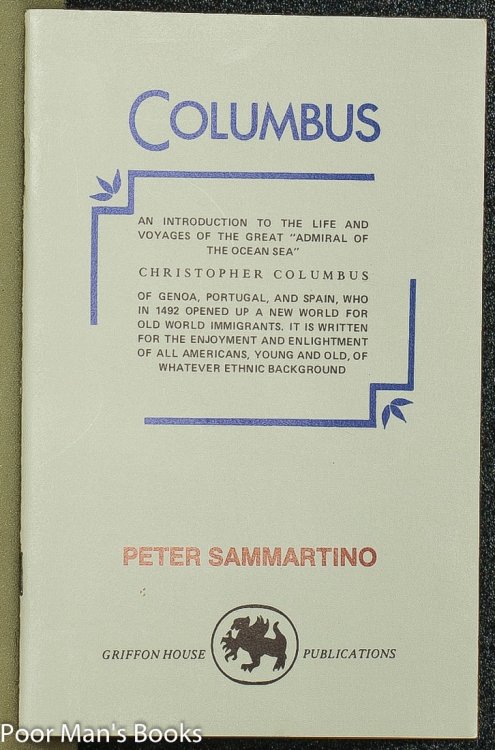 COLUMBUS
AN INTRODUCTION TO THE LIFE AND
VOYAGES OF THE GREAT "ADMIRAL OF
THE OCEAN SEA"
CHRISTOPHER COLUMBUS
OF GENOA, PORTUGAL, AND SPAIN, WHO
IN 1492 OPENED UP A NEW WORLD FOR
OLD WORLD IMMIGRANTS. IT IS WRITTEN
FOR THE ENJOYMENT AND ENLIGHTMENT
OF ALL AMERICANS, YOUNG AND OLD, OF
WHATEVER ETHNIC BACKGROUND
PETER SAMMARTINO
GRIFFON HOUSE PUBLICATIONS
Poor Man's Books